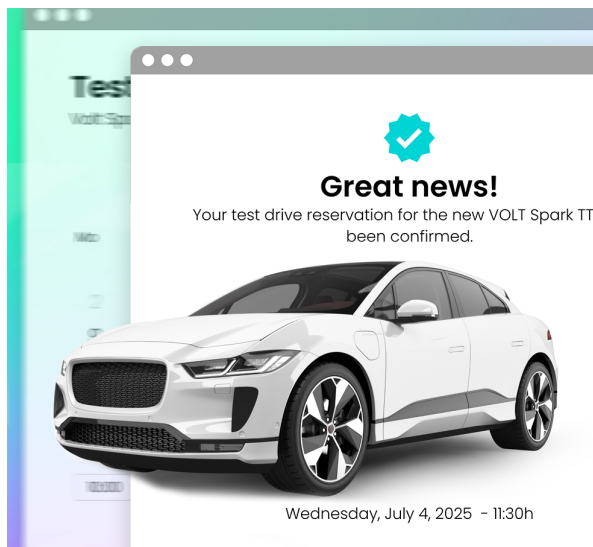 Test
Great news!
Your test drive reservation for the new VOLT Spark TT
been confirmed.
Wednesday, July 4, 2025 - 11:30h